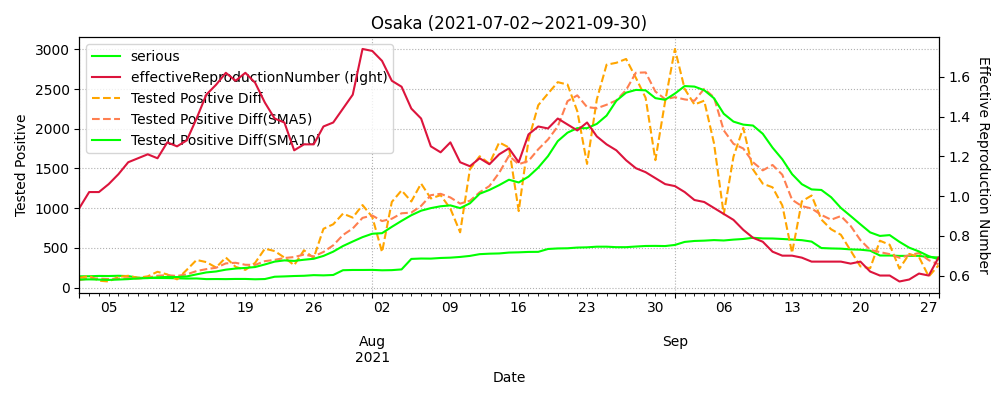 Osaka (2021-07-02~2021-09-30)
serious
effectiveReproductionNumber (right)
Tested Positive Diff
Tested Positive Diff(SMA5)
Tested Positive Diff(SMA10)
Tested Positive
3000
2500
2000
1500
1000
500
0
1.6
1.4
1.2
1.0
0.8
0.6
Effective Reproduction Number
05 12 19 26 02 09 16 23 30 06 13 20 27
Aug Sep
2021
Date